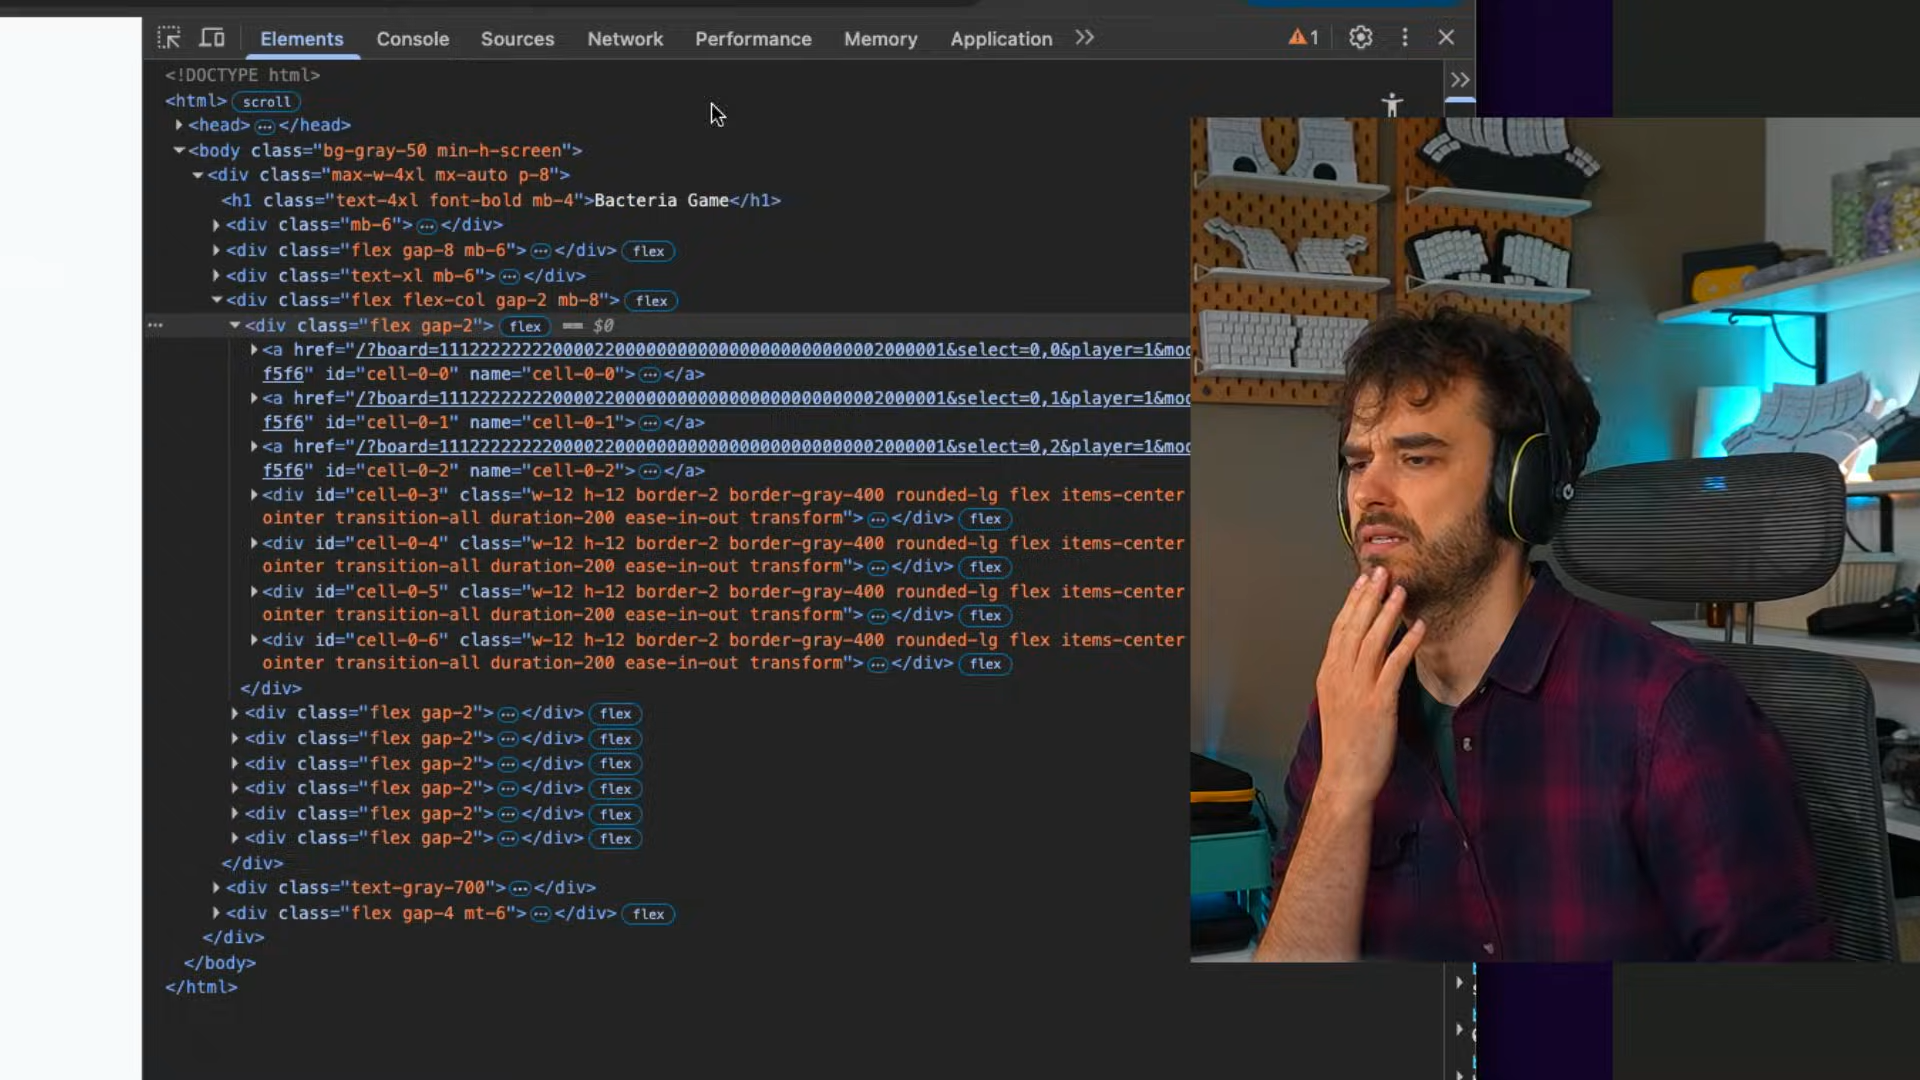 Elements Console Sources Network Performance Memory Application 1
<!DOCTYPE html>
<html> scroll
<head> … </head>
<body class="bg-gray-50 min-h-screen">
<div class="max-w-4xl mx-auto p-8">
<h1 class="text-4xl font-bold mb-4">Bacteria Game</h1>
<div class="mb-6"> … </div>
<div class="flex gap-8 mb-6"> … </div> flex
<div class="text-xl mb-6"> … </div>
<div class="flex flex-col gap-2 mb-8"> flex
… <div class="flex gap-2"> flex == $0
&select=0,0&player=1&mod
f5f6" id="cell-0-0" name="cell-0-0"> … </a>
&select=0,1&player=1&mod
f5f6" id="cell-0-1" name="cell-0-1"> … </a>
&select=0,2&player=1&mod
f5f6" id="cell-0-2" name="cell-0-2"> … </a>
<div id="cell-0-3" class="w-12 h-12 border-2 border-gray-400 rounded-lg flex items-center
ointer transition-all duration-200 ease-in-out transform"> … </div> flex
<div id="cell-0-4" class="w-12 h-12 border-2 border-gray-400 rounded-lg flex items-center
ointer transition-all duration-200 ease-in-out transform"> … </div> flex
<div id="cell-0-5" class="w-12 h-12 border-2 border-gray-400 rounded-lg flex items-center
ointer transition-all duration-200 ease-in-out transform"> … </div> flex
<div id="cell-0-6" class="w-12 h-12 border-2 border-gray-400 rounded-lg flex items-center
ointer transition-all duration-200 ease-in-out transform"> … </div> flex
</div>
<div class="flex gap-2"> … </div> flex
<div class="flex gap-2"> … </div> flex
<div class="flex gap-2"> … </div> flex
<div class="flex gap-2"> … </div> flex
<div class="flex gap-2"> … </div> flex
<div class="flex gap-2"> … </div> flex
</div>
<div class="text-gray-700"> … </div>
<div class="flex gap-4 mt-6"> … </div> flex
</div>
</body>
</html>